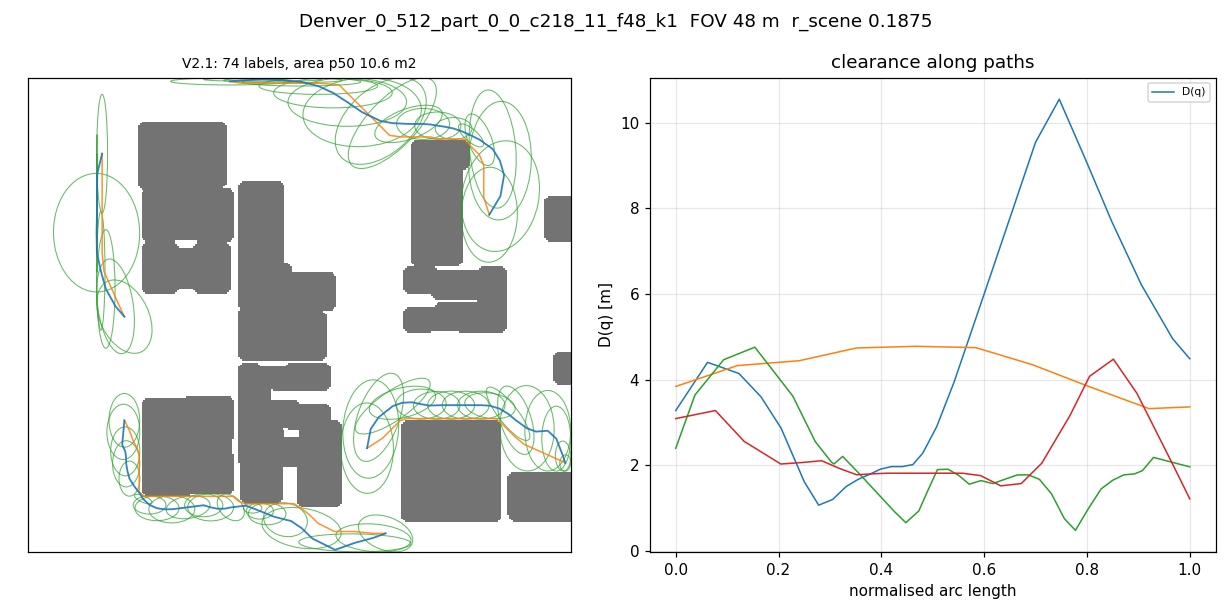 Denver_0_512_part_0_0_c218_11_f48_k1  FOV 48 m  r_scene 0.1875
V2.1: 74 labels, area p50 10.6 m2
clearance along paths
D(q)
10
8
6
4
2
0
D(q) [m]
0.0 0.2 0.4 0.6 0.8 1.0
normalised arc length